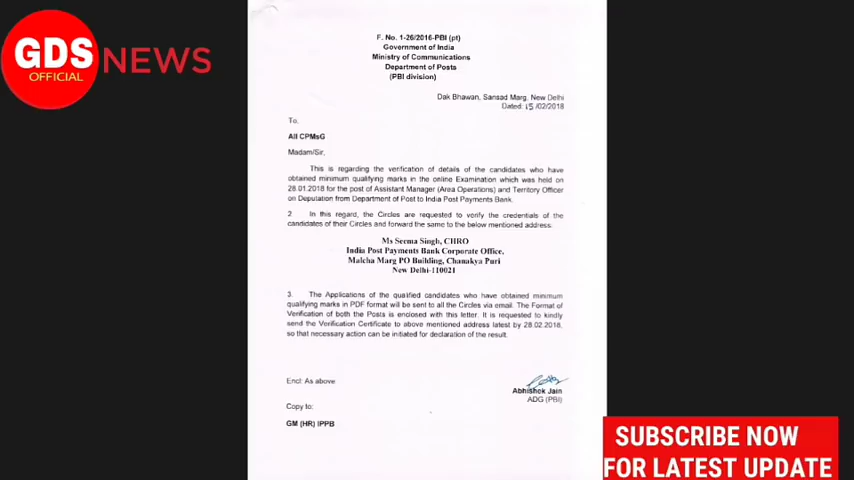 GDS
OFFICIAL
NEWS
F. No. 1-26/2016-PBI (pt)
Government of India
Ministry of Communications
Department of Posts
(PBI division)
Dak Bhawan, Sansad Marg, New Delhi
Dated: 15/02/2018
To,
All CPMsG
Madam/Sir,
This is regarding the verification of details of the candidates who have
obtained minimum qualifying marks in the online Examination which was held on
28.01.2018 for the post of Assistant Manager (Area Operations) and Territory Officer
on Deputation from Department of Post to India Post Payments Bank.
2 In this regard, the Circles are requested to verify the credentials of the
candidates of their Circles and forward the same to the below mentioned address:
Ms Seema Singh, CHRO
India Post Payments Bank Corporate Office,
Malcha Marg PO Building, Chanakya Puri
New Delhi-110021
3. The Applications of the qualified candidates who have obtained minimum
qualifying marks in PDF format will be sent to all the Circles via email. The Format of
Verification of both the Posts is enclosed with this letter. It is requested to kindly
send the Verification Certificate to above mentioned address latest by 28.02.2018,
so that necessary action can be initiated for declaration of the result.
Encl: As above
Abhishek Jain
ADG (PBI)
Copy to:
GM (HR) IPPB
SUBSCRIBE NOW
FOR LATEST UPDATE